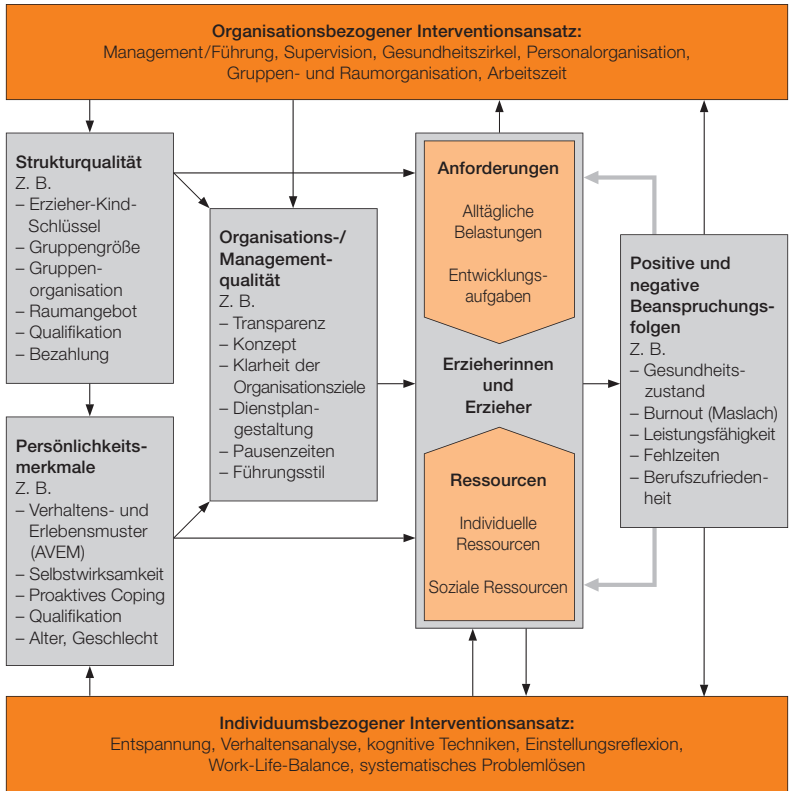 Organisationsbezogener Interventionsansatz:
Management/Führung, Supervision, Gesundheitszirkel, Personalorganisation,
Gruppen- und Raumorganisation, Arbeitszeit
Strukturqualität
Z. B.
– Erzieher-Kind-
Schlüssel
– Gruppengröße
– Gruppen-
organisation
– Raumangebot
– Qualifikation
– Bezahlung
Persönlichkeits-
merkmale
Z. B.
– Verhaltens- und
Erlebensmuster
(AVEM)
– Selbstwirksamkeit
– Proaktives Coping
– Qualifikation
– Alter, Geschlecht
Organisations-/
Management-
qualität
Z. B.
– Transparenz
– Konzept
– Klarheit der
Organisationsziele
– Dienstplan-
gestaltung
– Pausenzeiten
– Führungsstil
Anforderungen
Alltägliche
Belastungen
Entwicklungs-
aufgaben
Erzieherinnen
und
Erzieher
Ressourcen
Individuelle
Ressourcen
Soziale Ressourcen
Positive und
negative
Beanspruchungs-
folgen
Z. B.
– Gesundheits-
zustand
– Burnout (Maslach)
– Leistungsfähigkeit
– Fehlzeiten
– Berufszufrieden-
heit
Individuumsbezogener Interventionsansatz:
Entspannung, Verhaltensanalyse, kognitive Techniken, Einstellungsreflexion,
Work-Life-Balance, systematisches Problemlösen